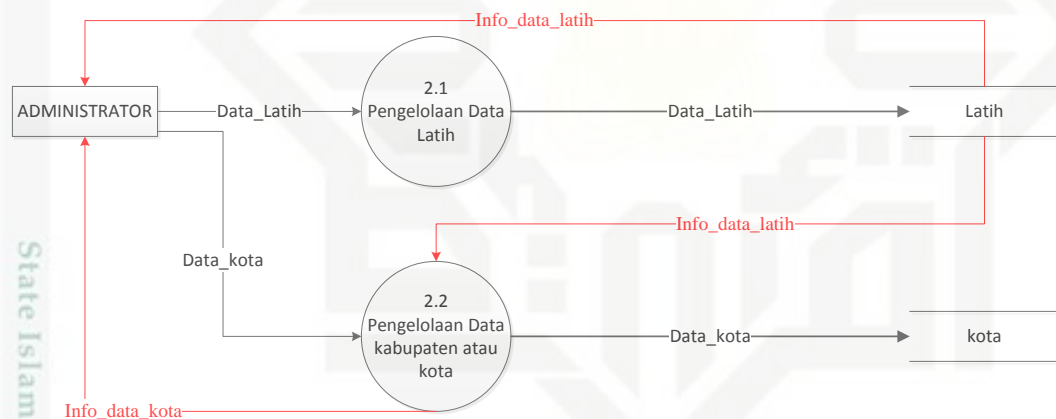 Info_data_latih
ADMINISTRATOR
Data_Latih
2.1
Pengelolaan Data
Latih
Data_Latih
Latih
Info_data_latih
Data_kota
2.2
Pengelolaan Data
kabupaten atau
kota
Data_kota
kota
Info_data_kota
State Islam